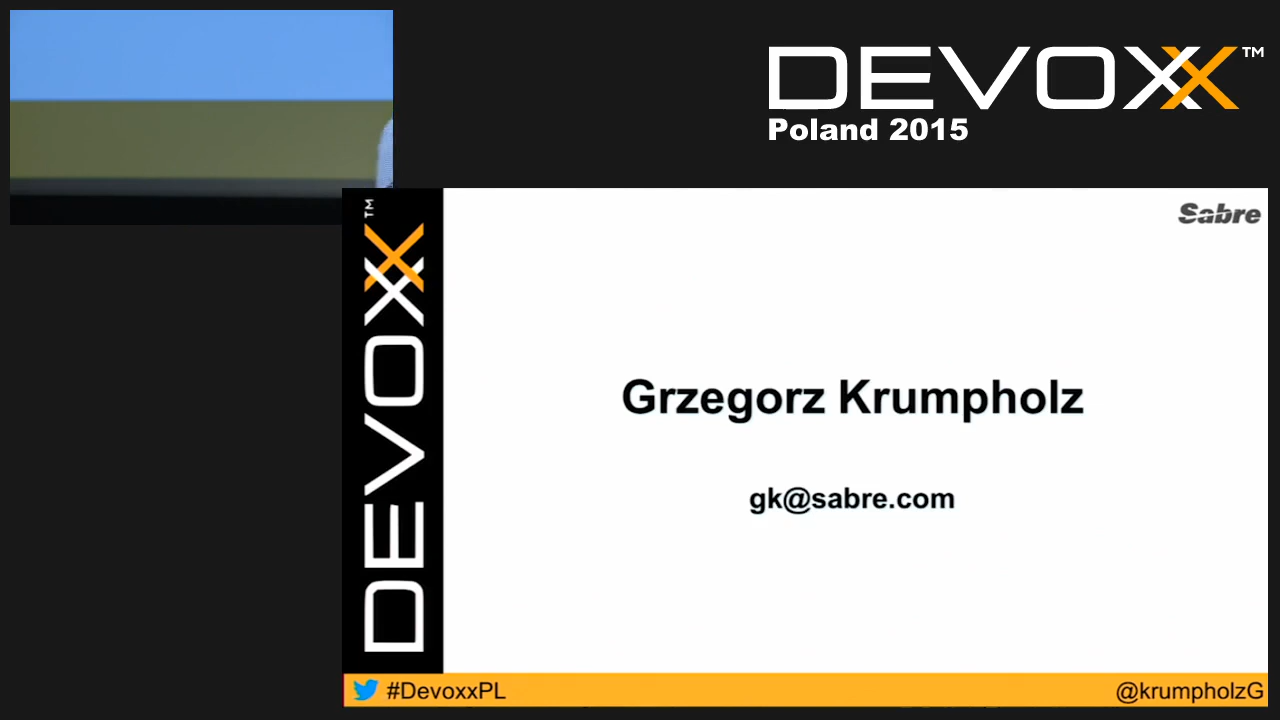 DEVOXX™
Poland 2015
DEVOXX™
Sabre
Grzegorz Krumpholz
gk@sabre.com
#DevoxxPL
@krumpholzG